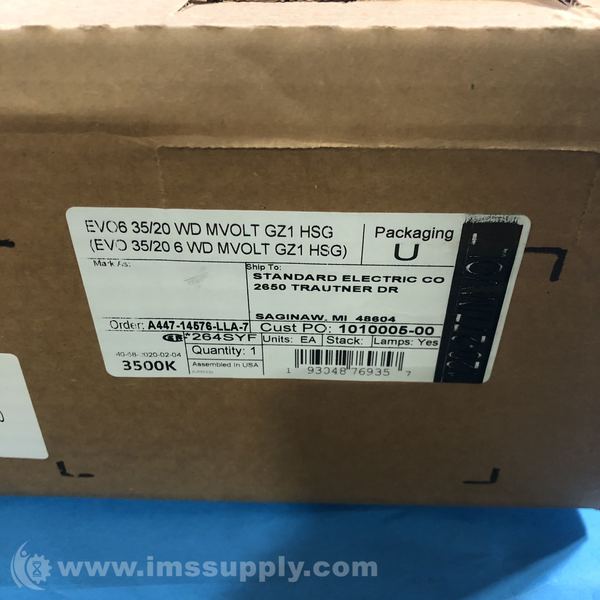 EVO6 35/20 WD MVOLT GZ1 HSG
(EVO 35/20 6 WD MVOLT GZ1 HSG)
Packaging
U
Mark As:
Ship To:
STANDARD ELECTRIC CO
2650 TRAUTNER DR
SAGINAW, MI 48604
Order: A447-14576-LLA-7
Cust PO: 1010005-00
*264SYF
Units: EA Stack: Lamps: Yes
2020-02-04
3500K
Quantity: 1
Assembled in USA
1 93048 76935 7
www.imssupply.com